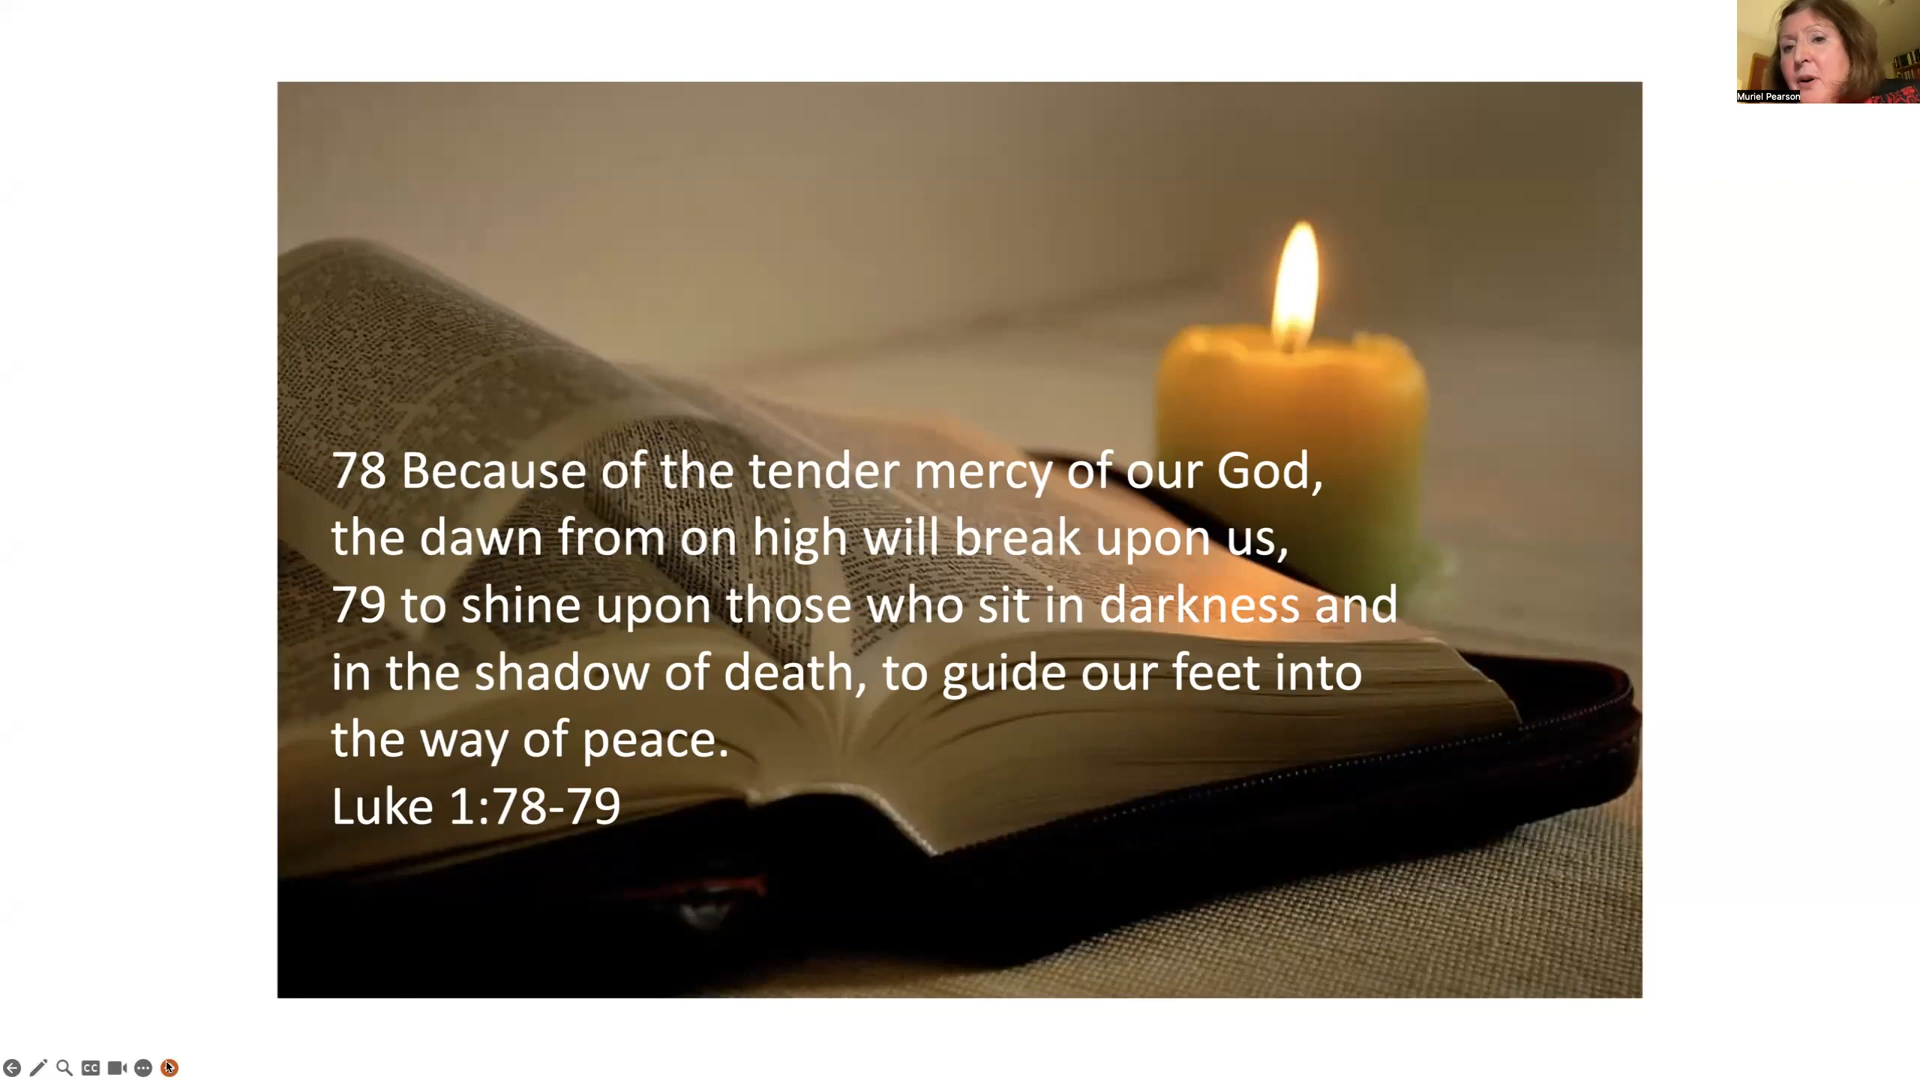 Muriel Pearson
78 Because of the tender mercy of our God,
the dawn from on high will break upon us,
79 to shine upon those who sit in darkness and
in the shadow of death, to guide our feet into
the way of peace.
Luke 1:78-79
CC